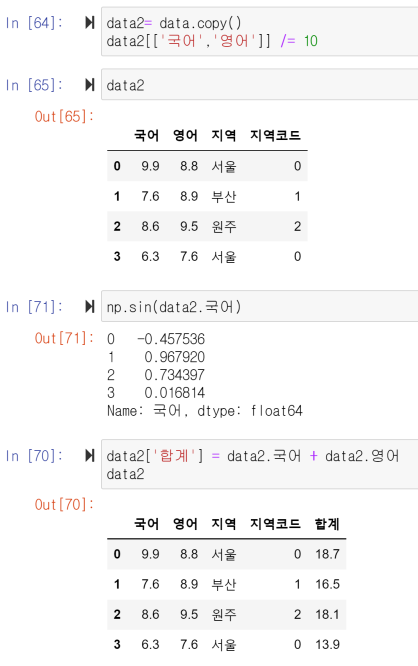 In [64]: data2= data.copy()
data2[['국어','영어']] /= 10
In [65]: data2
Out[65]:
국어 영어 지역 지역코드
0 9.9 8.8 서울 0
1 7.6 8.9 부산 1
2 8.6 9.5 원주 2
3 6.3 7.6 서울 0
In [71]: np.sin(data2.국어)
Out[71]: 0 -0.457536
1 0.967920
2 0.734397
3 0.016814
Name: 국어, dtype: float64
In [70]: data2['합계'] = data2.국어 + data2.영어
data2
Out[70]:
국어 영어 지역 지역코드 합계
0 9.9 8.8 서울 0 18.7
1 7.6 8.9 부산 1 16.5
2 8.6 9.5 원주 2 18.1
3 6.3 7.6 서울 0 13.9